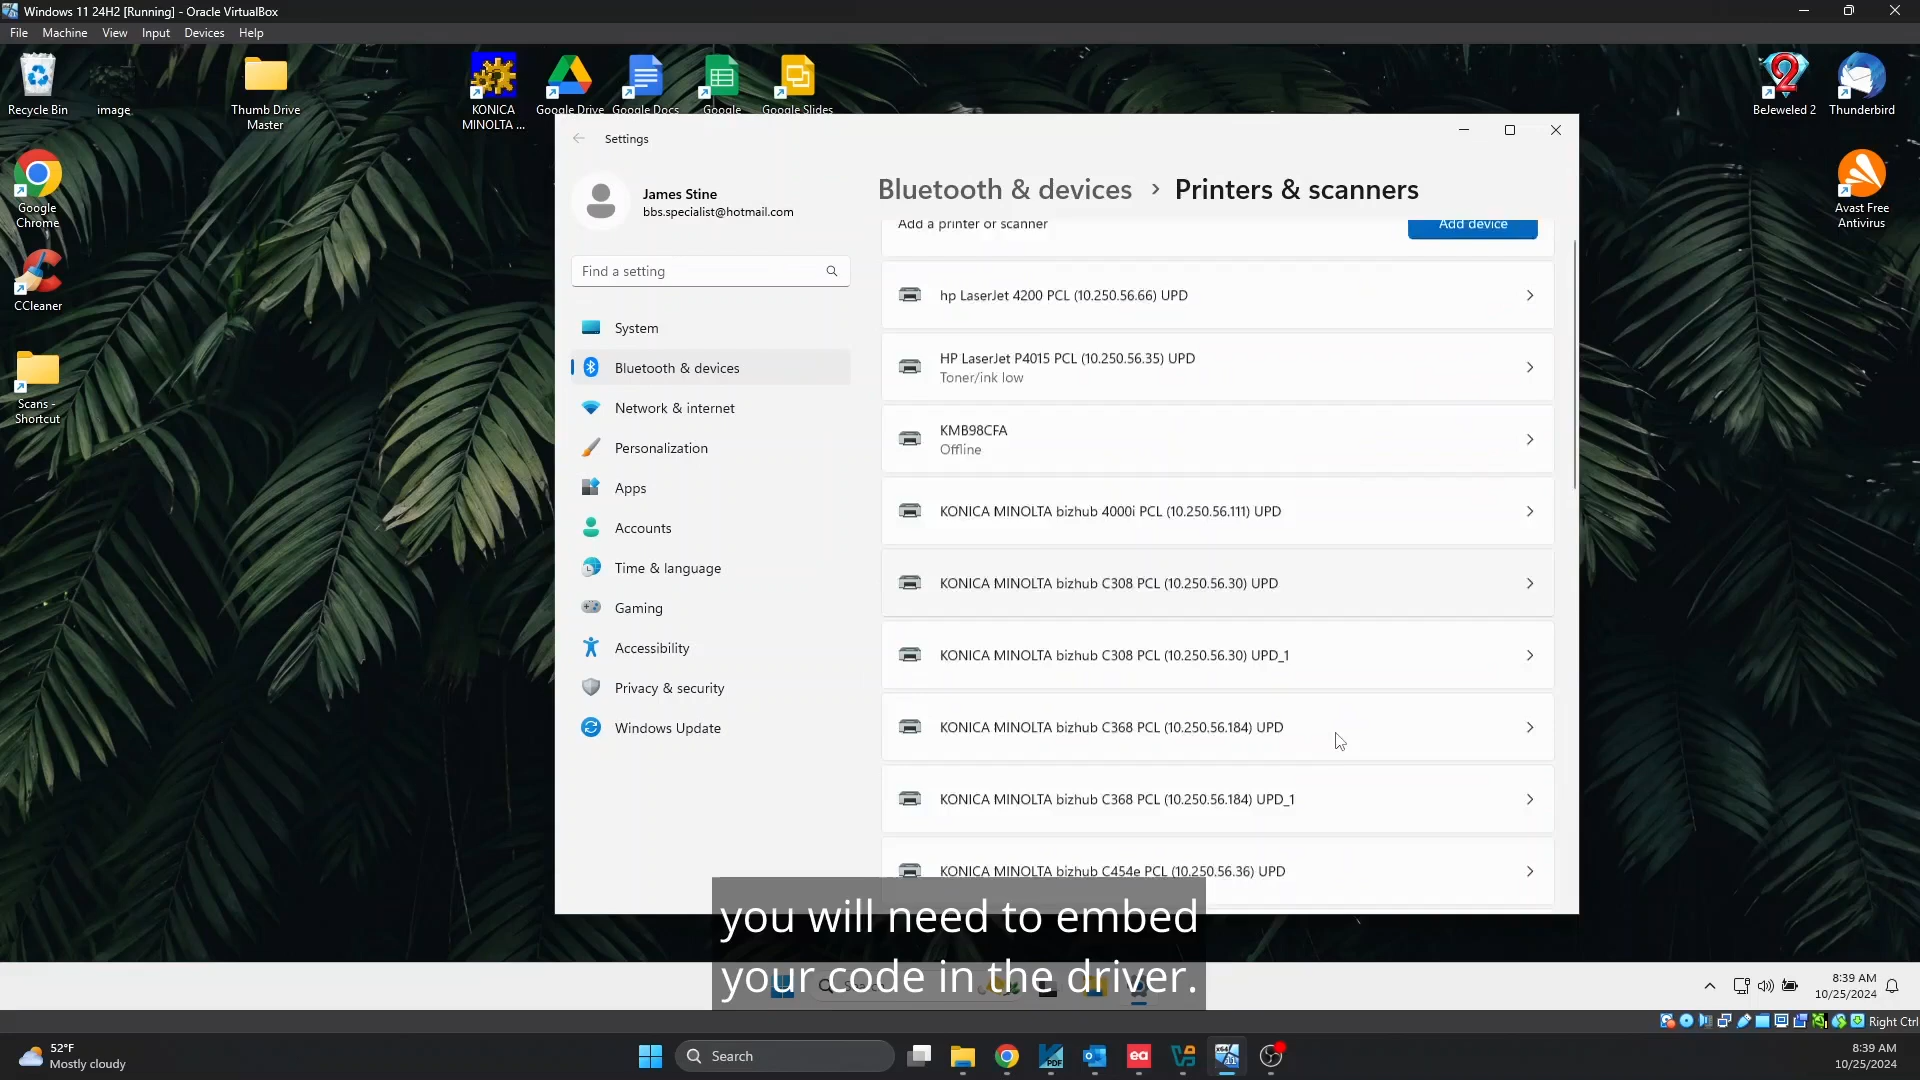 Windows 11 24H2 [Running] - Oracle VirtualBox
File Machine View Input Devices Help
Recycle Bin
image
Thumb Drive
Master
KONICA
MINOLTA ...
Google Drive
Google Docs
Google
Google Slides
BeJeweled 2
Thunderbird
Google
Chrome
Avast Free
Antivirus
CCleaner
Scans -
Shortcut
Settings
James Stine
bbs.specialist@hotmail.com
Find a setting
System
Bluetooth & devices
Network & internet
Personalization
Apps
Accounts
Time & language
Gaming
Accessibility
Privacy & security
Windows Update
Bluetooth & devices › Printers & scanners
Add a printer or scanner
Add device
hp LaserJet 4200 PCL (10.250.56.66) UPD
HP LaserJet P4015 PCL (10.250.56.35) UPD
Toner/ink low
KMB98CFA
Offline
KONICA MINOLTA bizhub 4000i PCL (10.250.56.111) UPD
KONICA MINOLTA bizhub C308 PCL (10.250.56.30) UPD
KONICA MINOLTA bizhub C308 PCL (10.250.56.30) UPD_1
KONICA MINOLTA bizhub C368 PCL (10.250.56.184) UPD
KONICA MINOLTA bizhub C368 PCL (10.250.56.184) UPD_1
KONICA MINOLTA bizhub C454e PCL (10.250.56.36) UPD
you will need to embed
your code in the driver.
8:39 AM
10/25/2024
Right Ctrl
52°F
Mostly cloudy
Search
PDF
ea
8:39 AM
10/25/2024